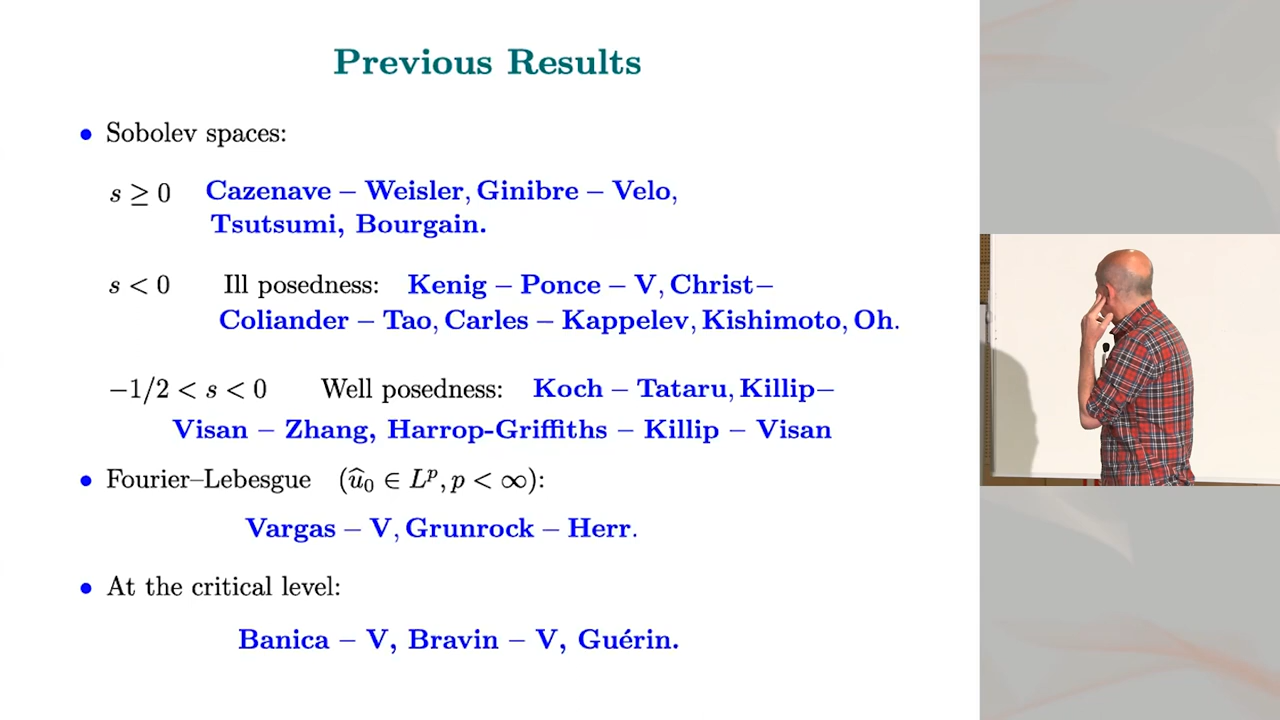 Previous Results
• Sobolev spaces:
s ≥ 0 Cazenave – Weisler, Ginibre – Velo,
Tsutsumi, Bourgain.
s < 0 Ill posedness: Kenig – Ponce – V, Christ–
Coliander – Tao, Carles – Kappelev, Kishimoto, Oh.
−1/2 < s < 0 Well posedness: Koch – Tataru, Killip–
Visan – Zhang, Harrop-Griffiths – Killip – Visan
• Fourier–Lebesgue (û₀ ∈ Lᵖ, p < ∞):
Vargas – V, Grunrock – Herr.
• At the critical level:
Banica – V, Bravin – V, Guérin.